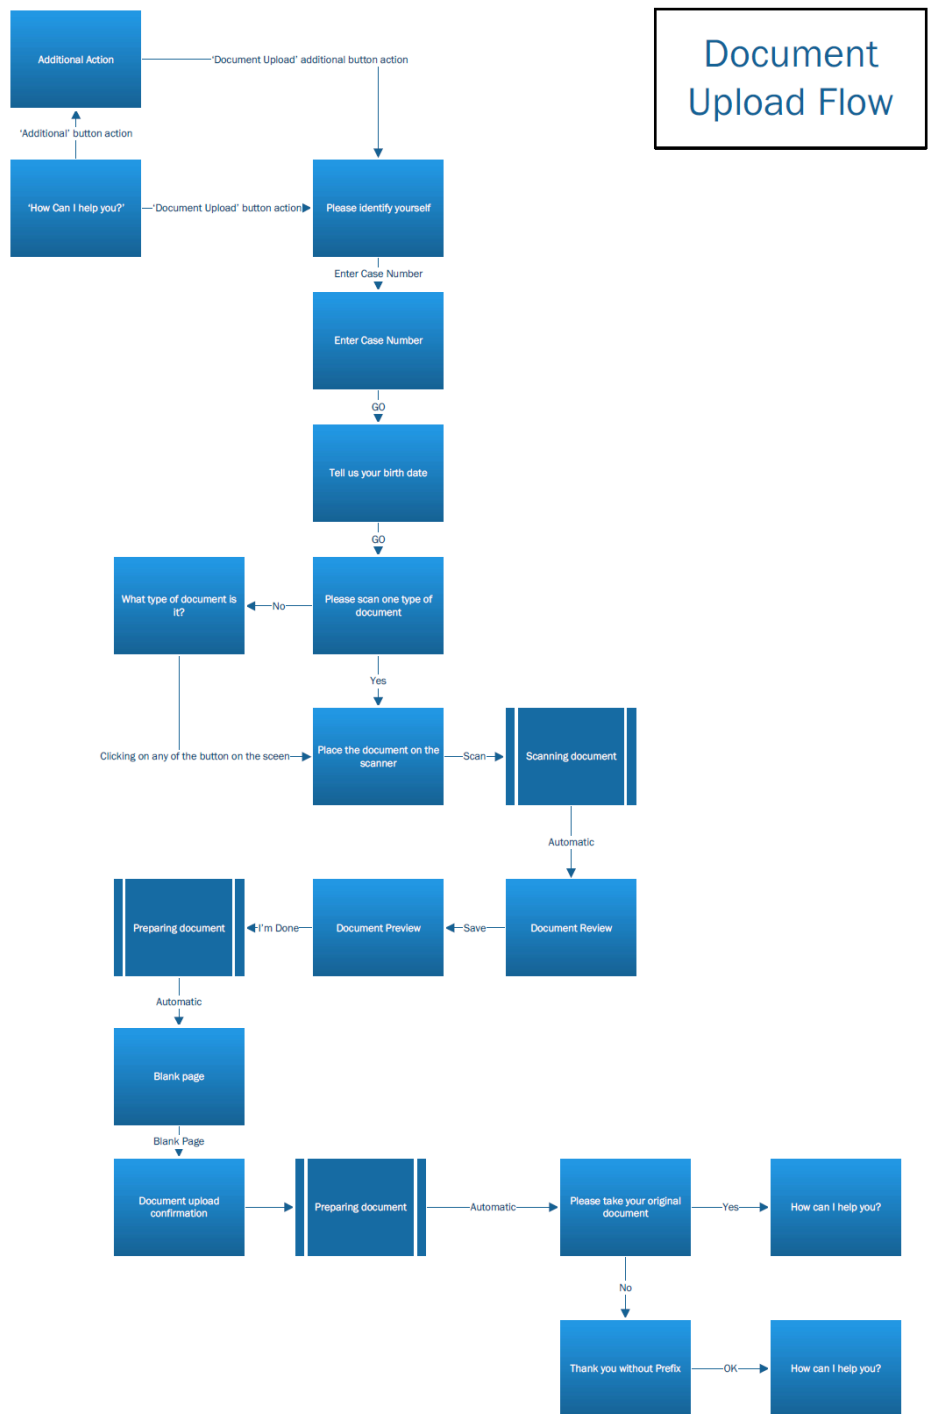 Document
Upload Flow
Additional Action
‘Document Upload’ additional button action
‘Additional’ button action
‘How Can I help you?’
‘Document Upload’ button action
Please identify yourself
Enter Case Number
Enter Case Number
GO
Tell us your birth date
GO
What type of document is
it?
No
Please scan one type of
document
Yes
Clicking on any of the button on the sceen
Place the document on the
scanner
Scan
Scanning document
Automatic
Preparing document
I'm Done
Document Preview
Save
Document Review
Automatic
Blank page
Blank Page
Document upload
confirmation
Preparing document
Automatic
Please take your original
document
Yes
How can I help you?
No
Thank you without Prefix
OK
How can I help you?